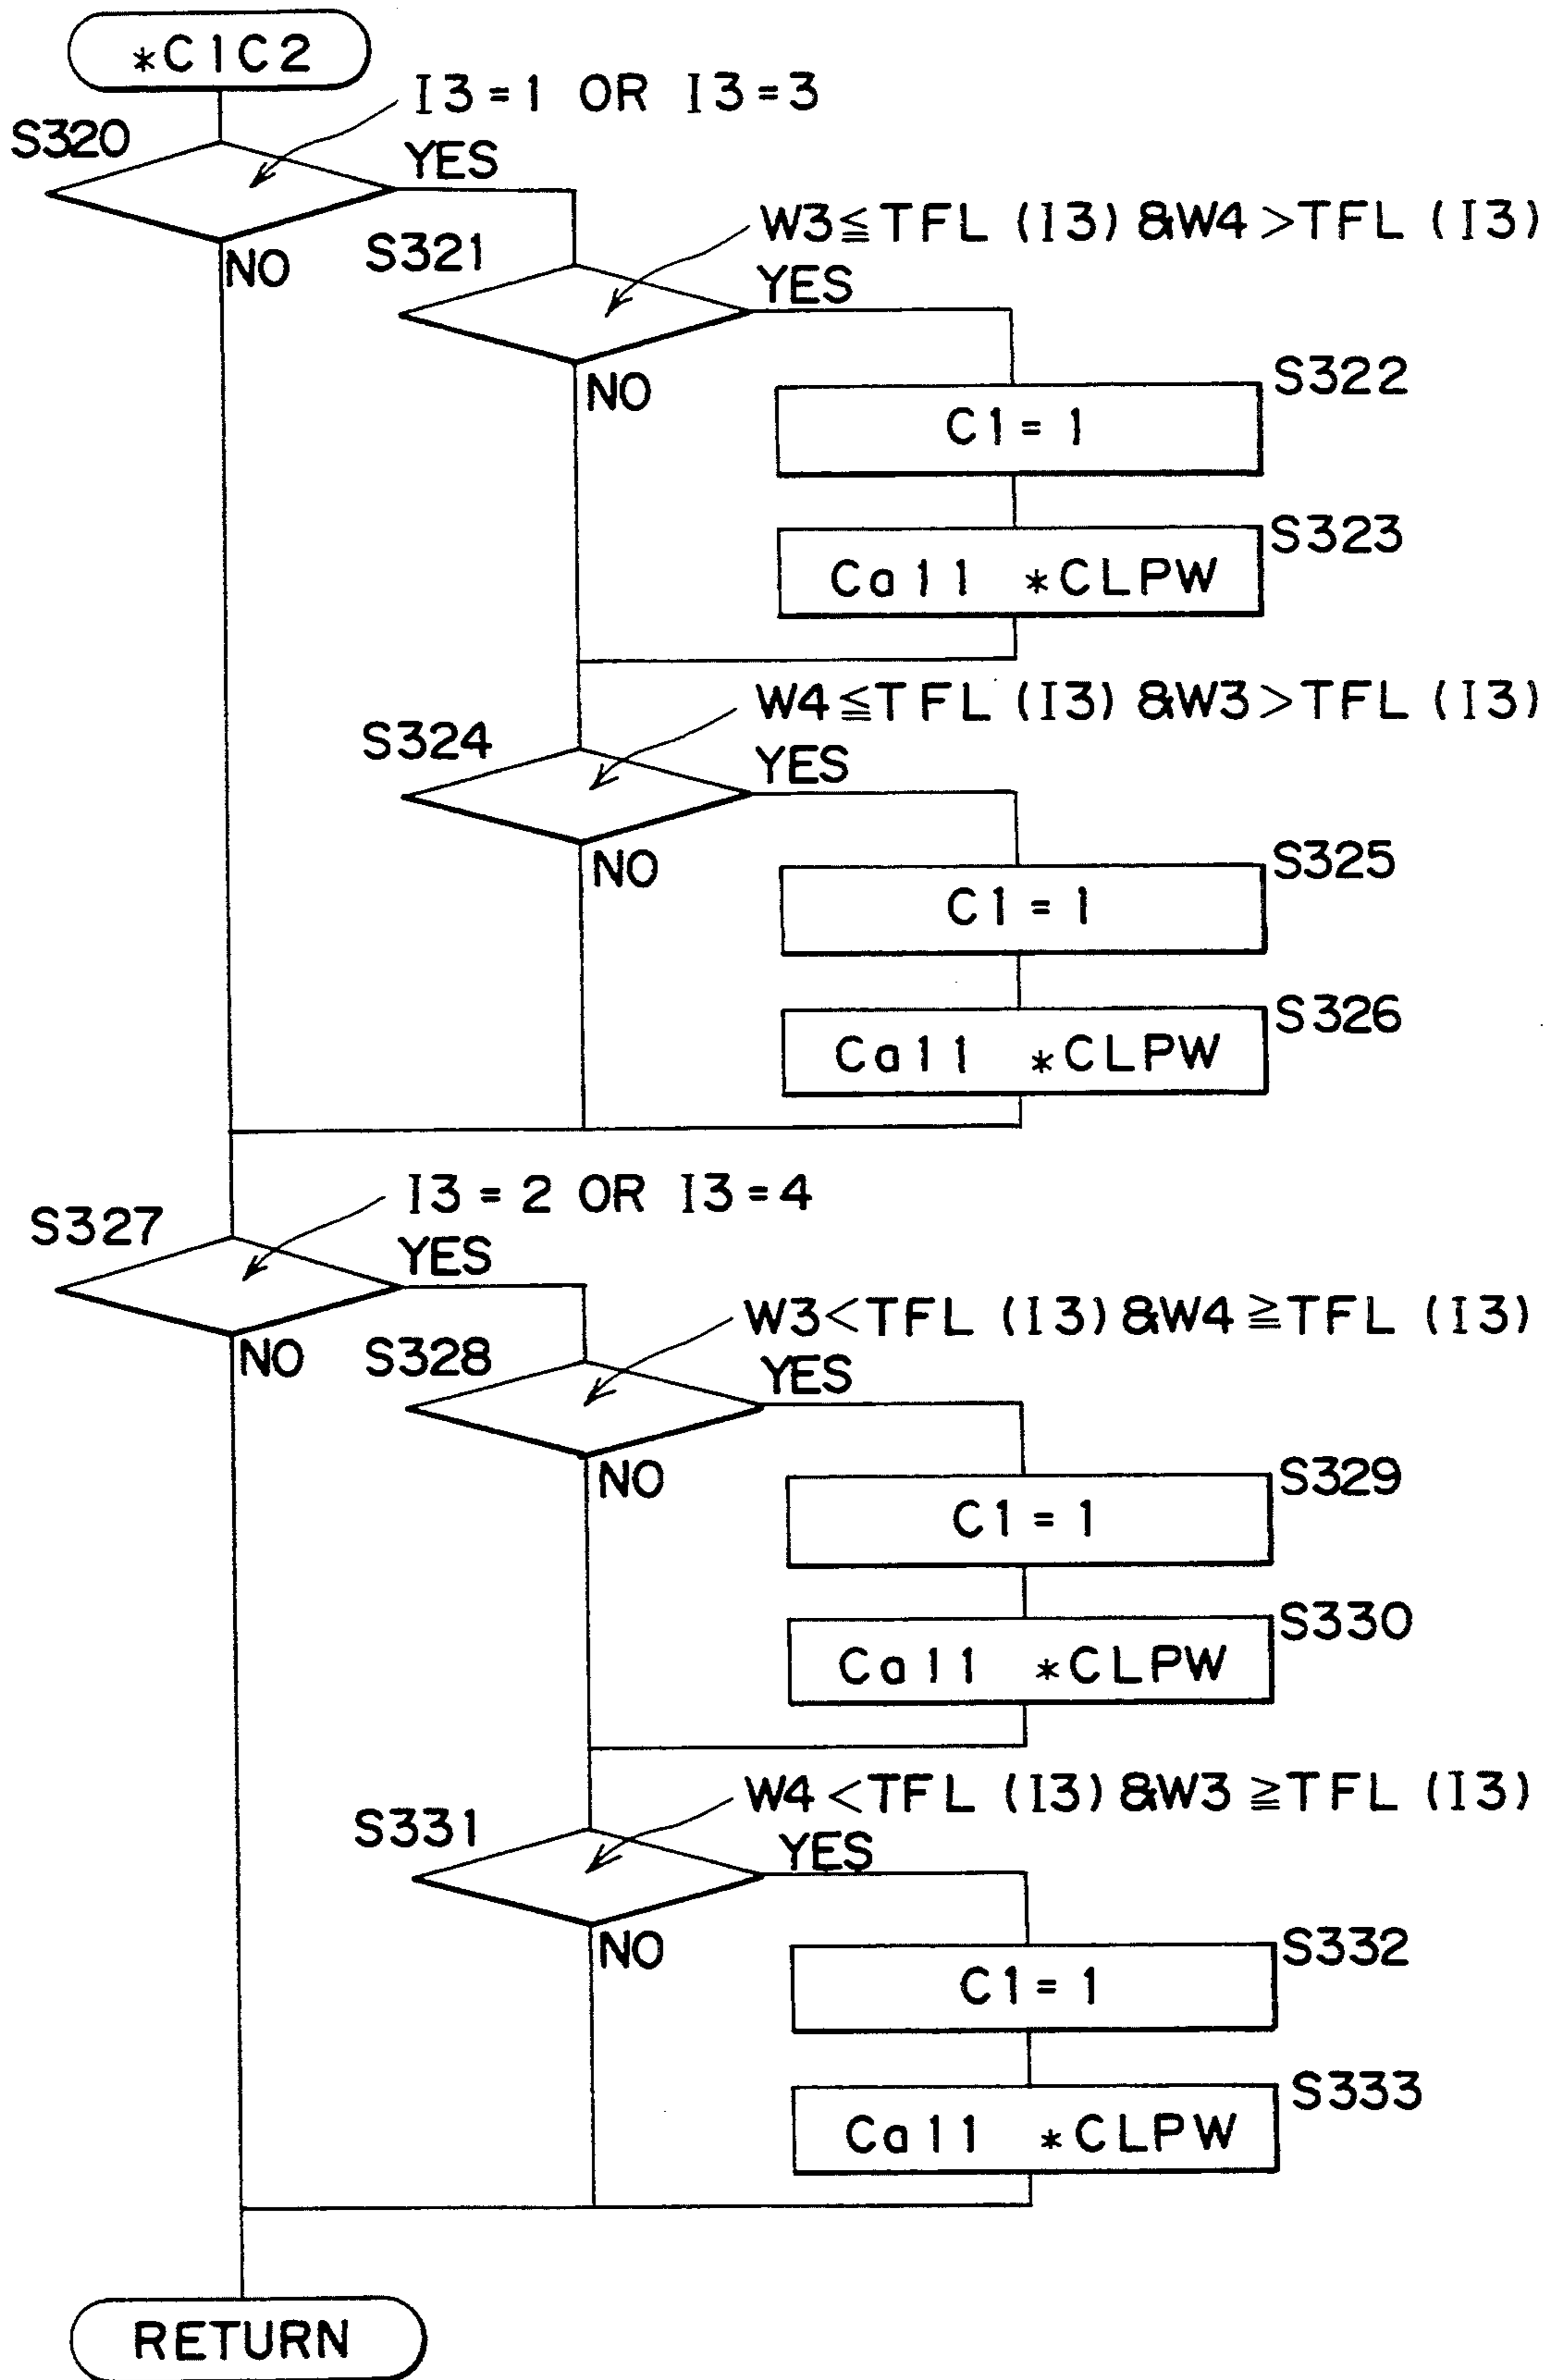 *C1C2
I3=1 OR I3=3
S320
YES
NO
W3≦TFL (I3) &W4>TFL (I3)
S321
YES
NO
S322
C1=1
S323
Call *CLPW
W4≦TFL (I3) &W3>TFL (I3)
S324
YES
NO
S325
C1=1
S326
Call *CLPW
I3=2 OR I3=4
S327
YES
NO
W3<TFL (I3) &W4≧TFL (I3)
S328
YES
NO
S329
C1=1
S330
Call *CLPW
W4<TFL (I3) &W3≧TFL (I3)
S331
YES
NO
S332
C1=1
S333
Call *CLPW
RETURN